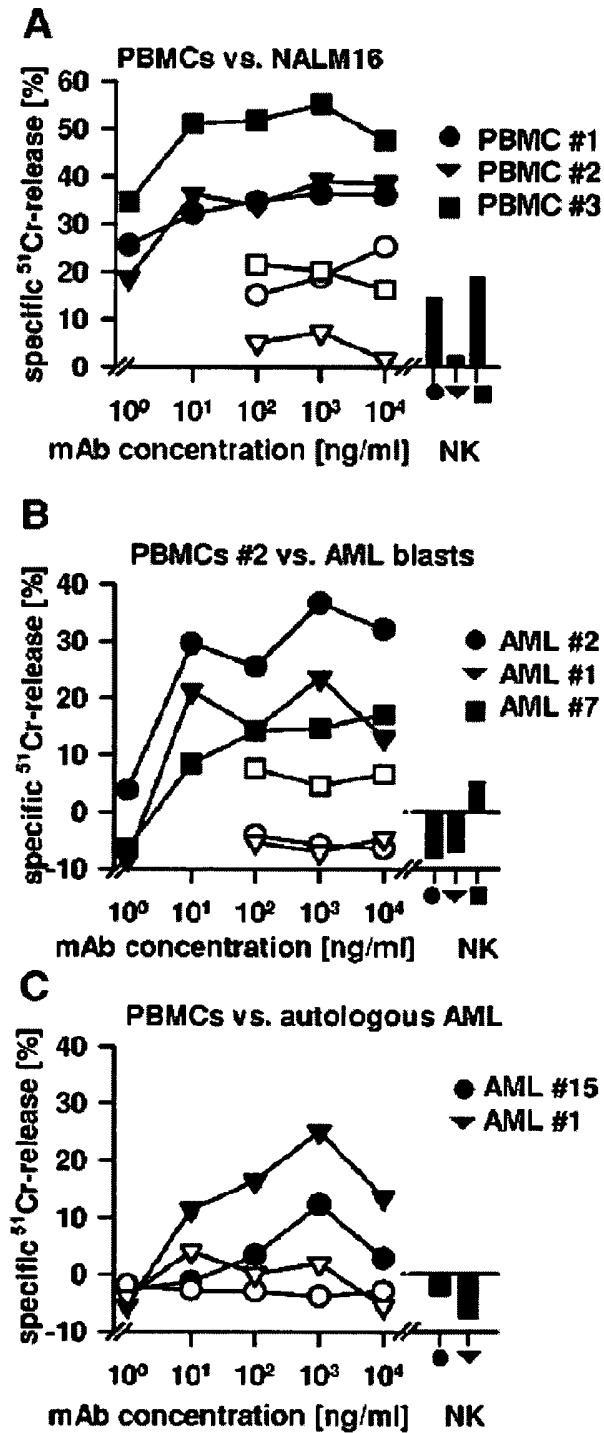 A
PBMCs vs. NALM16
specific ⁵¹Cr-release [%]
60
50
40
30
20
10
0
PBMC #1
PBMC #2
PBMC #3
10⁰ 10¹ 10² 10³ 10⁴
mAb concentration [ng/ml] NK
B
PBMCs #2 vs. AML blasts
specific ⁵¹Cr-release [%]
40
30
20
10
0
-10
AML #2
AML #1
AML #7
10⁰ 10¹ 10² 10³ 10⁴
mAb concentration [ng/ml] NK
C
PBMCs vs. autologous AML
specific ⁵¹Cr-release [%]
40
30
20
10
0
-10
AML #15
AML #1
10⁰ 10¹ 10² 10³ 10⁴
mAb concentration [ng/ml] NK